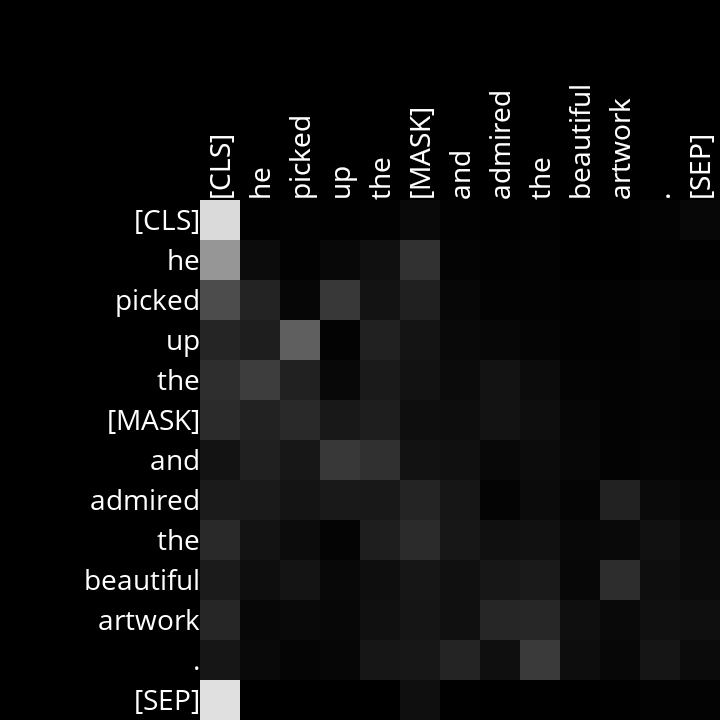 [CLS] he picked up the [MASK] and admired the beautiful artwork . [SEP]
[CLS]
he
picked
up
the
[MASK]
and
admired
the
beautiful
artwork
.
[SEP]